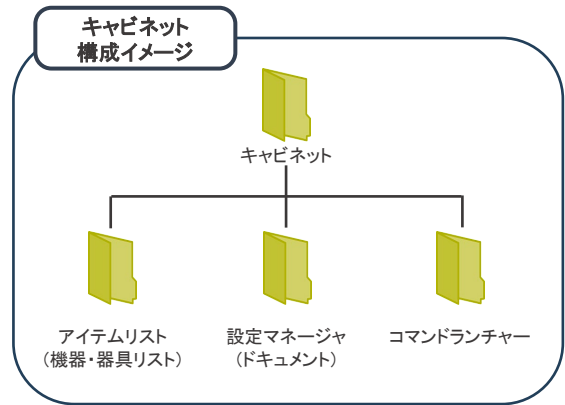 キャビネット
構成イメージ
キャビネット
アイテムリスト
（機器・器具リスト）
設定マネージャ
（ドキュメント）
コマンドランチャー